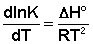 dlnK/dT = ΔH°/RT²